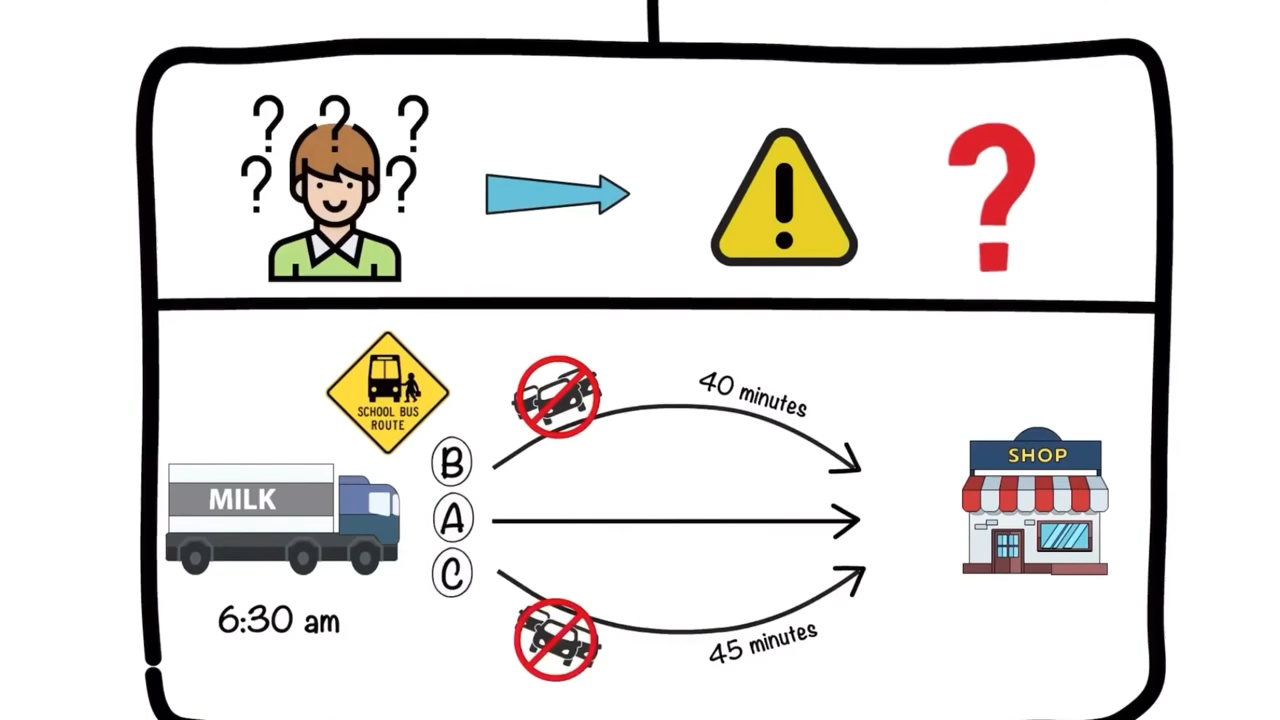 ? ? ?
? ?
!
?
SCHOOL BUS
ROUTE
40 minutes
B
SHOP
MILK
A
C
6:30 am
45 minutes